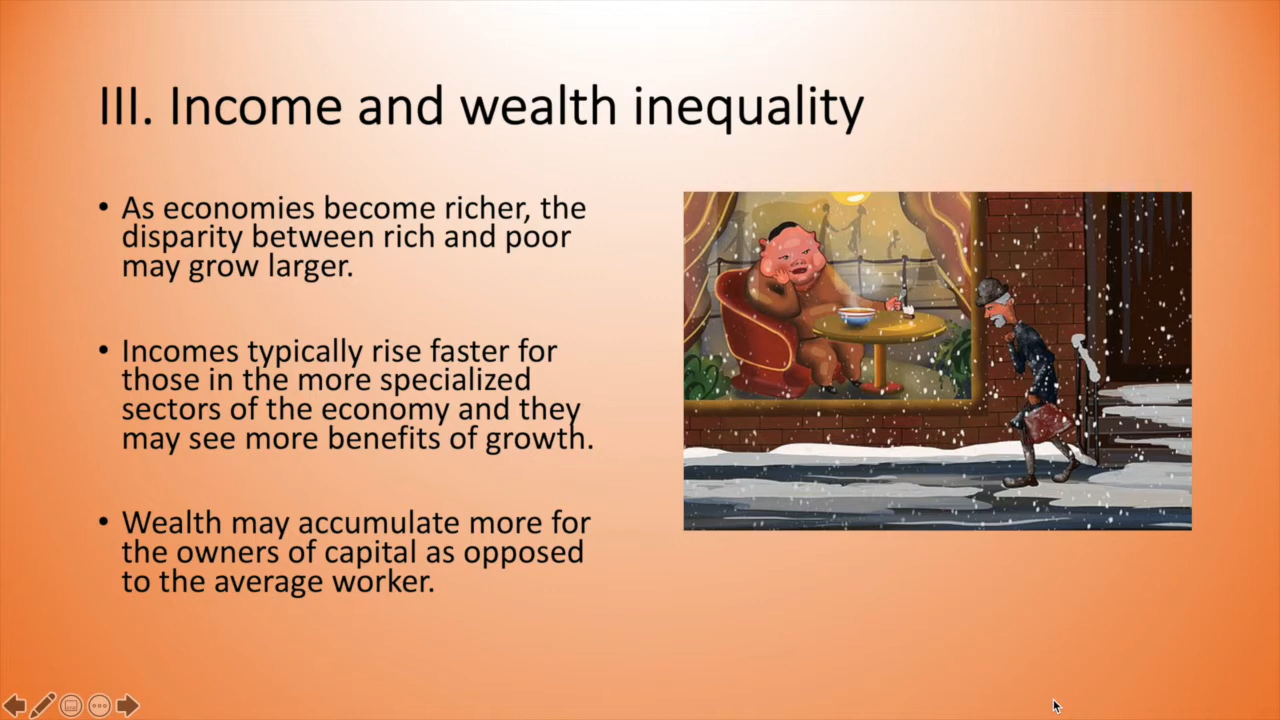 III. Income and wealth inequality
• As economies become richer, the
disparity between rich and poor
may grow larger.
• Incomes typically rise faster for
those in the more specialized
sectors of the economy and they
may see more benefits of growth.
• Wealth may accumulate more for
the owners of capital as opposed
to the average worker.